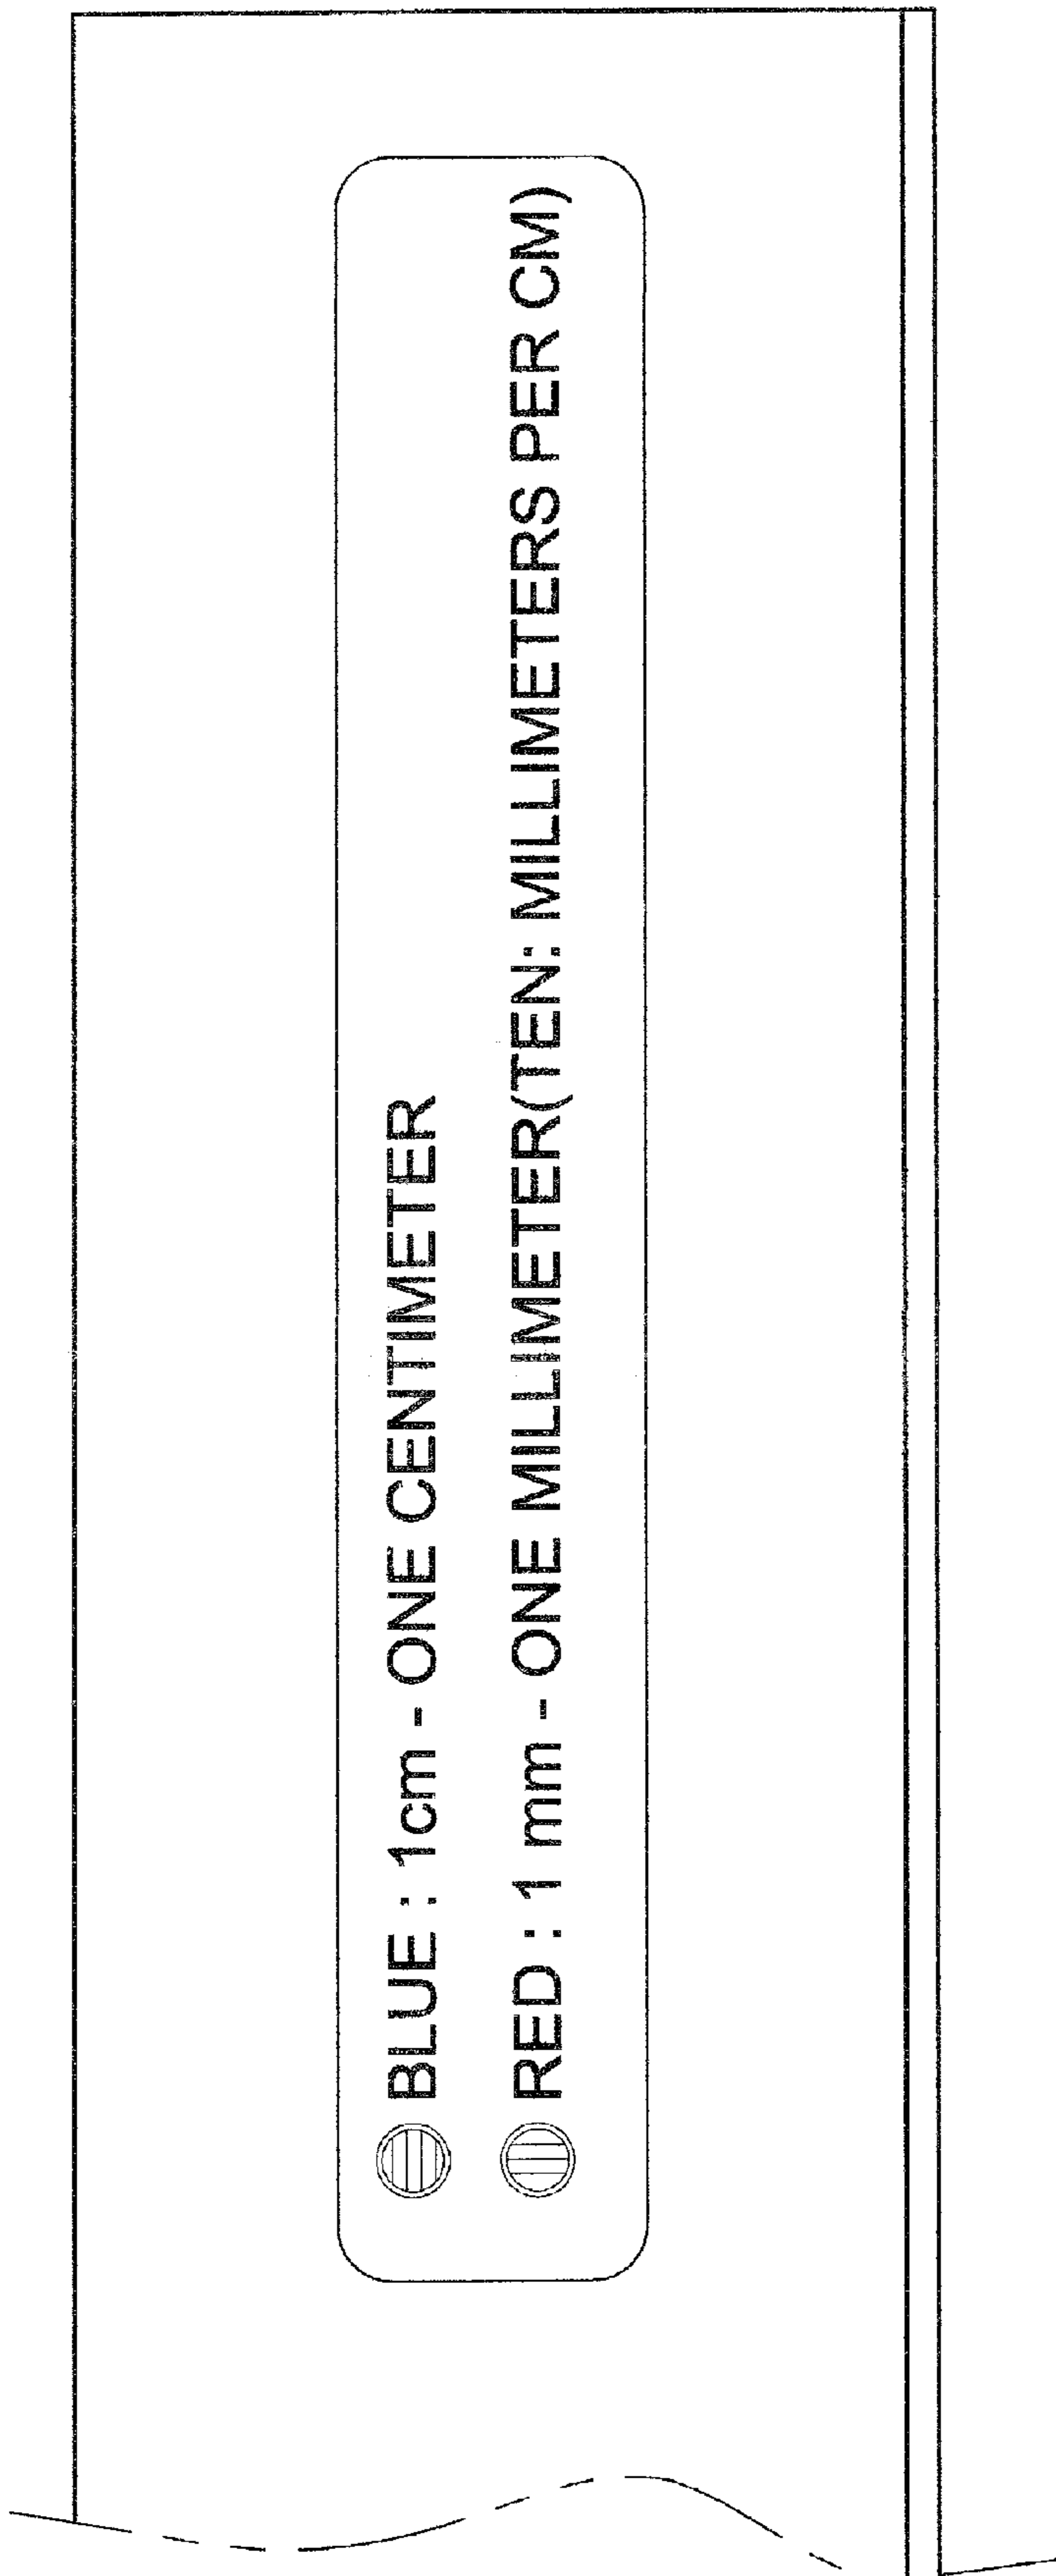 BLUE : 1cm - ONE CENTIMETER
RED : 1 mm - ONE MILLIMETER(TEN: MILLIMETERS PER CM)